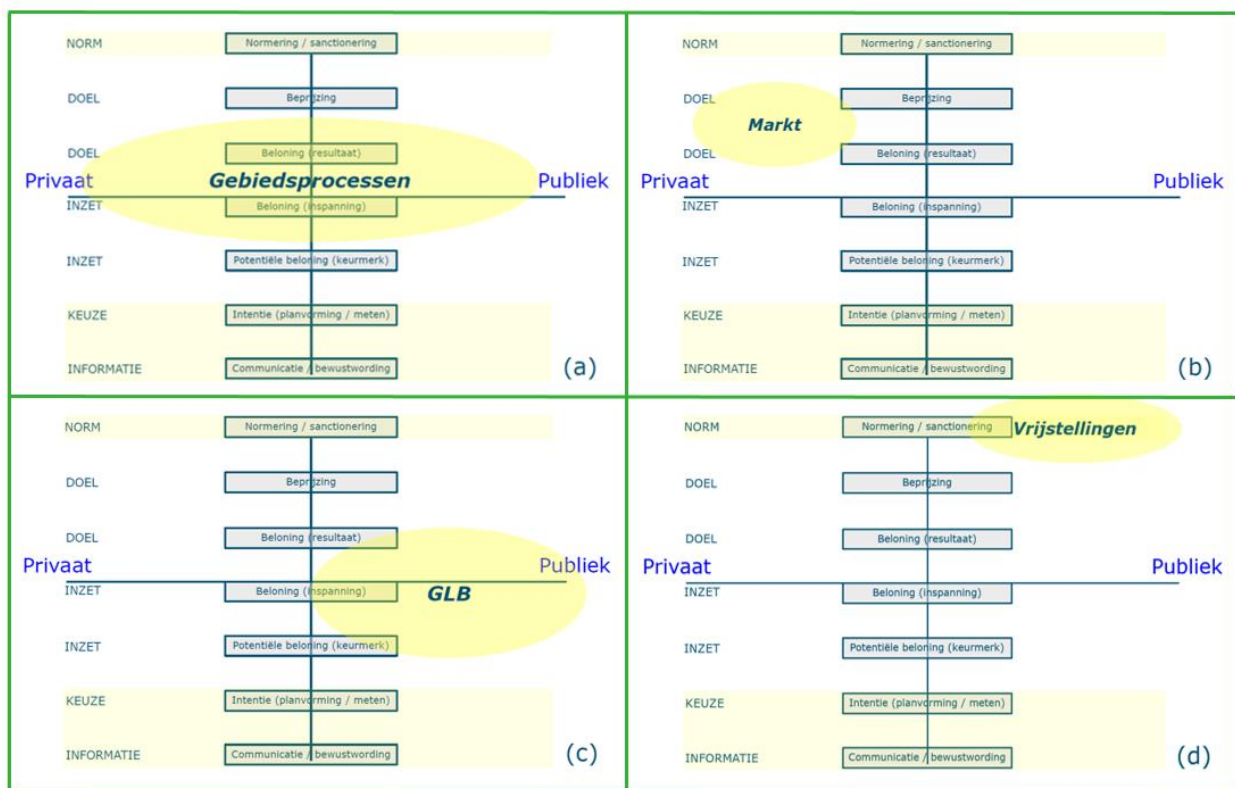 NORM Normering / sanctionering
DOEL Beprijzing
DOEL Beloning (resultaat)
Privaat Gebiedsprocessen Publiek
INZET Beloning (inspanning)
INZET Potentiële beloning (keurmerk)
KEUZE Intentie (planvorming / meten)
INFORMATIE Communicatie / bewustwording (a)
NORM Normering / sanctionering
DOEL Beprijzing
Markt
DOEL Beloning (resultaat)
Privaat Publiek
INZET Beloning (inspanning)
INZET Potentiële beloning (keurmerk)
KEUZE Intentie (planvorming / meten)
INFORMATIE Communicatie / bewustwording (b)
NORM Normering / sanctionering
DOEL Beprijzing
DOEL Beloning (resultaat)
Privaat Publiek
INZET Beloning (inspanning) GLB
INZET Potentiële beloning (keurmerk)
KEUZE Intentie (planvorming / meten)
INFORMATIE Communicatie / bewustwording (c)
NORM Normering / sanctionering Vrijstellingen
DOEL Beprijzing
DOEL Beloning (resultaat)
Privaat Publiek
INZET Beloning (inspanning)
INZET Potentiële beloning (keurmerk)
KEUZE Intentie (planvorming / meten)
INFORMATIE Communicatie / bewustwording (d)